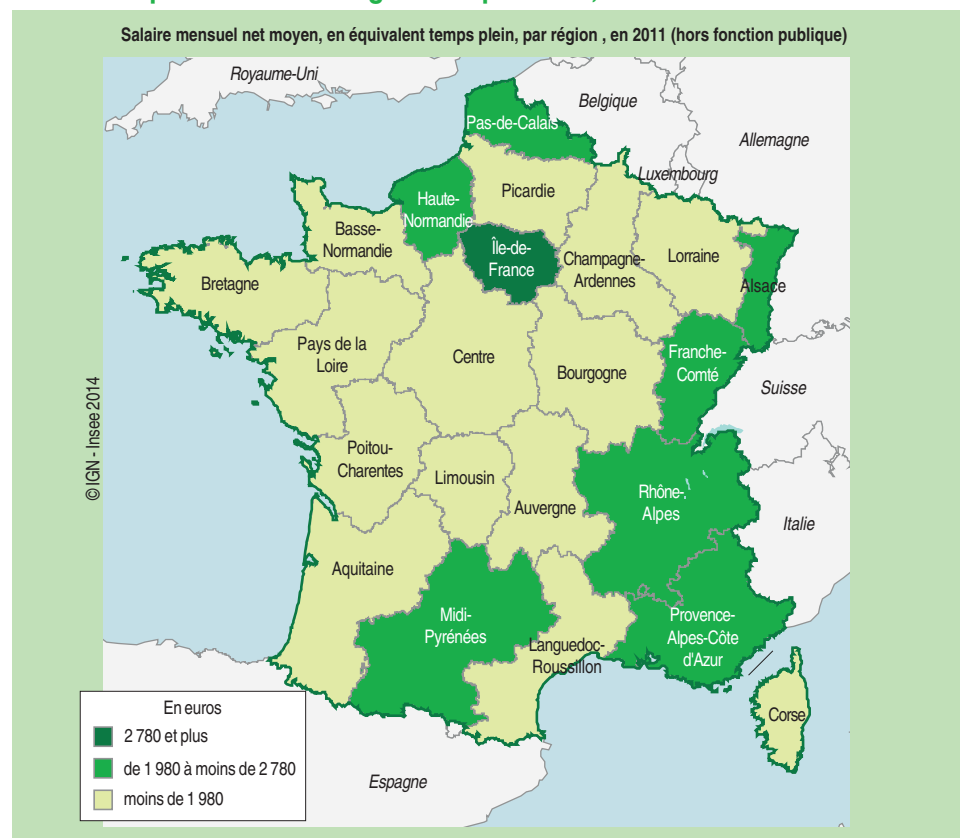 Salaire mensuel net moyen, en équivalent temps plein, par région , en 2011 (hors fonction publique)
Royaume-Uni
Belgique
Allemagne
Luxembourg
Pas-de-Calais
Picardie
Haute-
Normandie
Basse-
Normandie
Île-de-
France
Champagne-
Ardennes
Lorraine
Alsace
Bretagne
Pays de la
Loire
Centre
Bourgogne
Franche-
Comté
Suisse
© IGN - Insee 2014
Poitou-
Charentes
Limousin
Auvergne
Rhône-
Alpes
Italie
Aquitaine
Midi-
Pyrénées
Languedoc-
Roussillon
Provence-
Alpes-Côte
d'Azur
Corse
Espagne
En euros
2 780 et plus
de 1 980 à moins de 2 780
moins de 1 980